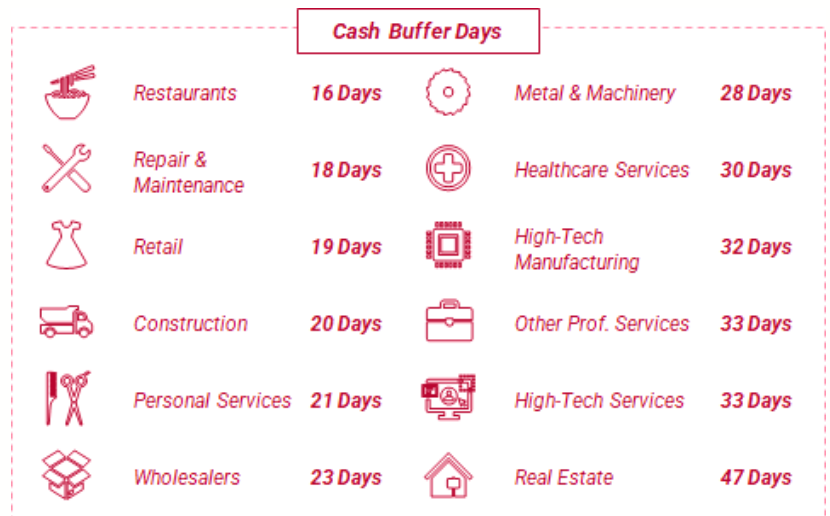 Cash Buffer Days
Restaurants 16 Days
Repair &
Maintenance 18 Days
Retail 19 Days
Construction 20 Days
Personal Services 21 Days
Wholesalers 23 Days
Metal & Machinery 28 Days
Healthcare Services 30 Days
High-Tech
Manufacturing 32 Days
Other Prof. Services 33 Days
High-Tech Services 33 Days
Real Estate 47 Days